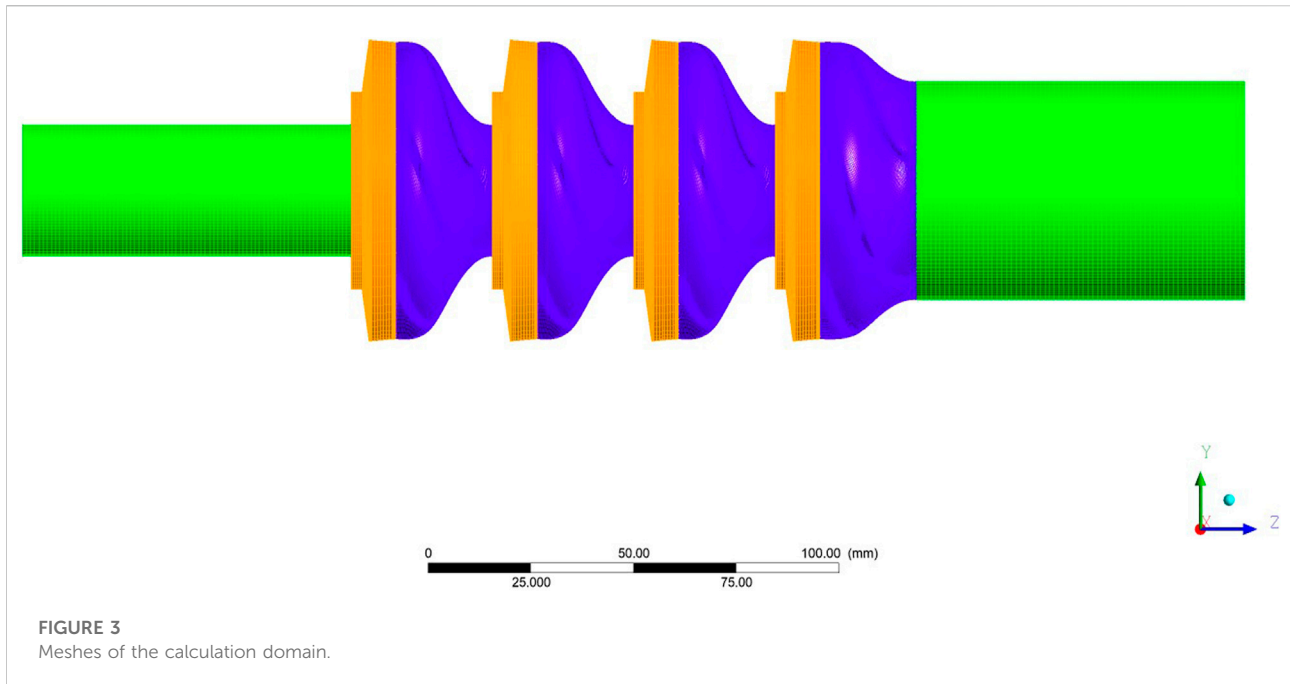 Y
X
Z
0 50.00 100.00 (mm)
25.000 75.00
FIGURE 3
Meshes of the calculation domain.